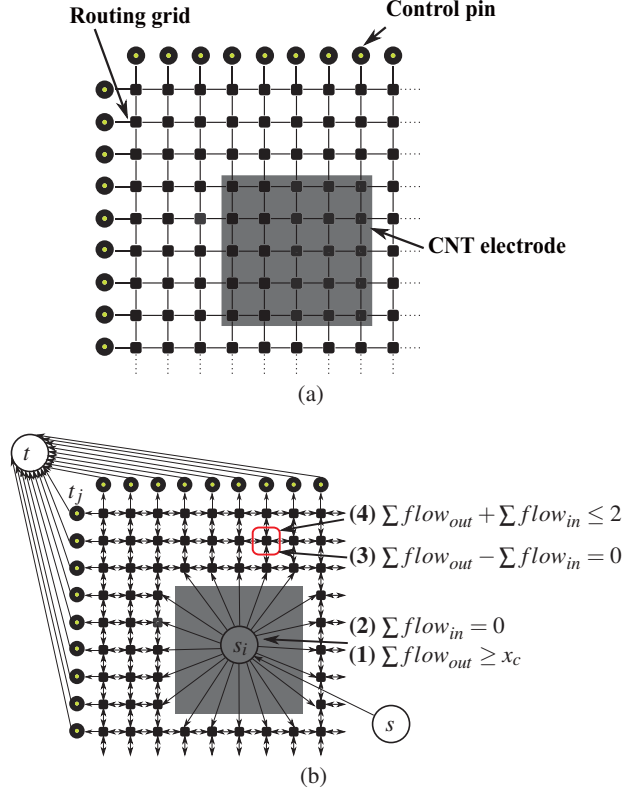 Control pin
Routing grid
CNT electrode
(a)
t
t_j
(4) ∑ flow_out + ∑ flow_in ≤ 2
(3) ∑ flow_out − ∑ flow_in = 0
(2) ∑ flow_in = 0
s_i
(1) ∑ flow_out ≥ x_c
s
(b)